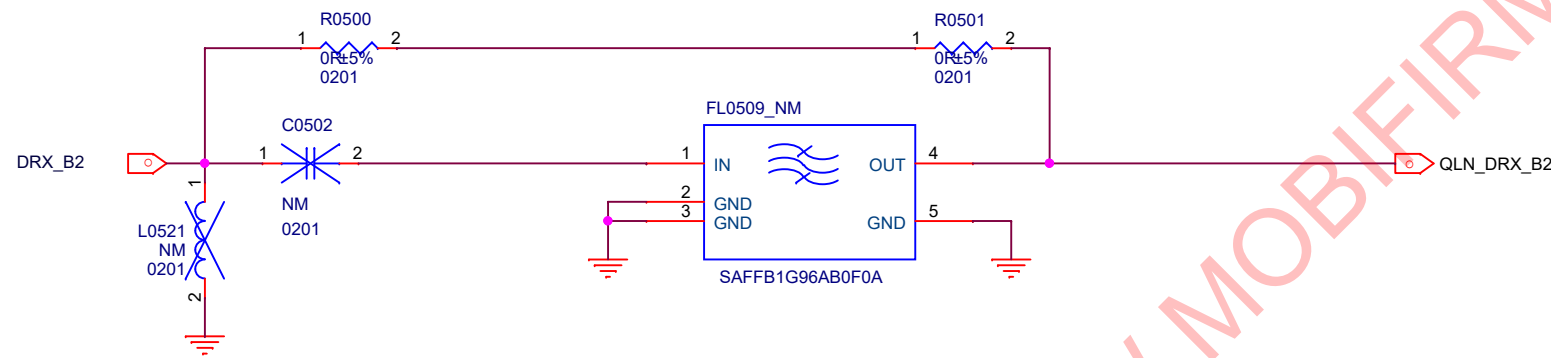 R0500
R0501
1
2
1
2
0R±5%
0R±5%
0201
0201
FL0509_NM
C0502
DRX_B2
1
2
1
IN
OUT
4
QLN_DRX_B2
1
2
GND
NM
3
GND
GND
5
0201
L0521
NM
0201
SAFFB1G96AB0F0A
2
MOBIFIRM